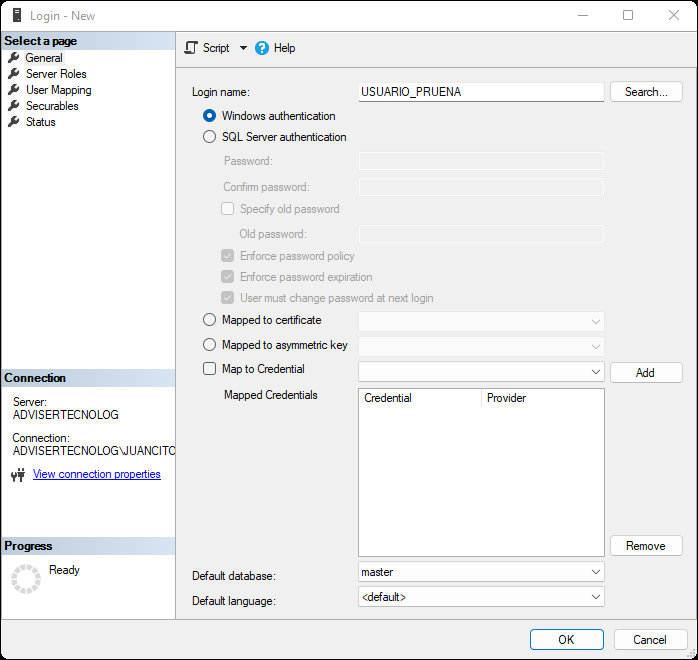 Login - New
Select a page
General
Server Roles
User Mapping
Securables
Status
Script
Help
Login name:
USUARIO_PRUENA
Search...
Windows authentication
SQL Server authentication
Password:
Confirm password:
Specify old password
Old password:
Enforce password policy
Enforce password expiration
User must change password at next login
Mapped to certificate
Mapped to asymmetric key
Map to Credential
Add
Mapped Credentials
Credential
Provider
Remove
Default database:
master
Default language:
<default>
Connection
Server:
ADVISERTECNOLOG
Connection:
ADVISERTECNOLOG\JUANCITO
View connection properties
Progress
Ready
OK
Cancel